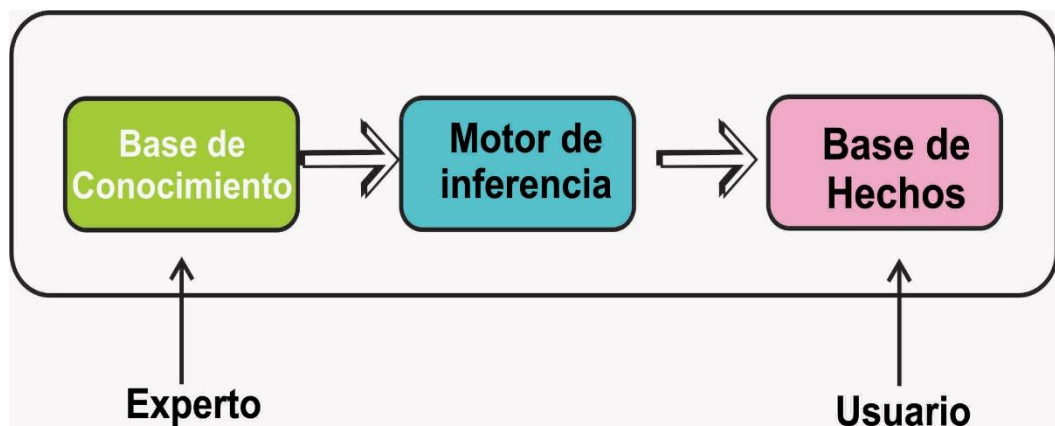 Base de
Conocimiento
Motor de
inferencia
Base de
Hechos
Experto
Usuario